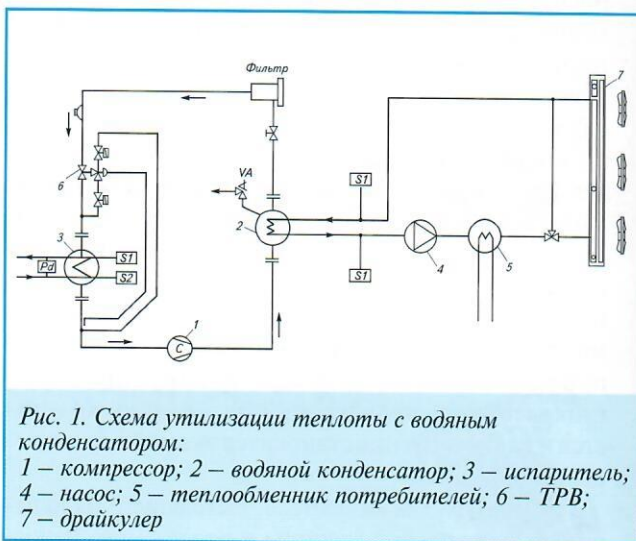 Фильтр
7
6
VA
S1
3
2
S1
Pd
S2
S1
4
5
1
C
Рис. 1. Схема утилизации теплоты с водяным
конденсатором:
1 – компрессор; 2 – водяной конденсатор; 3 – испаритель;
4 – насос; 5 – теплообменник потребителей; 6 – ТРВ;
7 – драйкулер